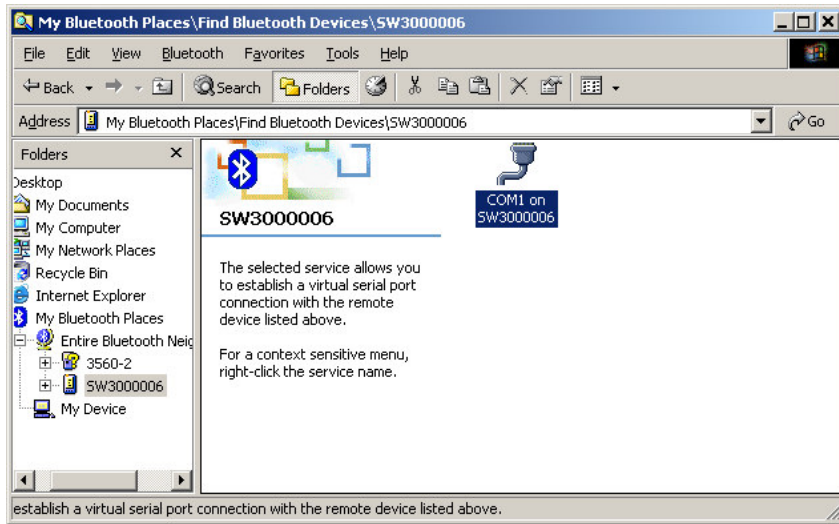 My Bluetooth Places\Find Bluetooth Devices\SW3000006
File Edit View Bluetooth Favorites Tools Help
Back Search Folders
Address My Bluetooth Places\Find Bluetooth Devices\SW3000006 Go
Folders
Desktop
My Documents
My Computer
My Network Places
Recycle Bin
Internet Explorer
My Bluetooth Places
Entire Bluetooth Neig
3560-2
SW3000006
My Device
SW3000006
The selected service allows you
to establish a virtual serial port
connection with the remote
device listed above.
For a context sensitive menu,
right-click the service name.
COM1 on
SW3000006
establish a virtual serial port connection with the remote device listed above.